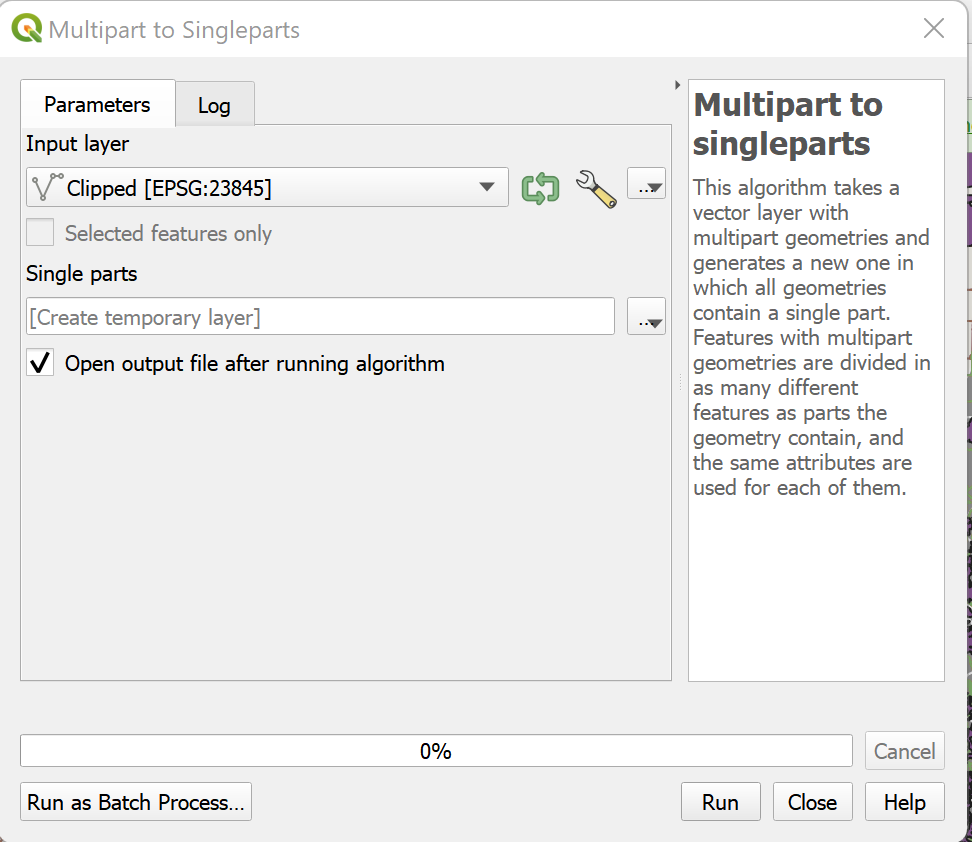 Multipart to Singleparts
Parameters
Log
Input layer
Clipped [EPSG:23845]
...
Selected features only
Single parts
[Create temporary layer]
...
Open output file after running algorithm
Multipart to
singleparts
This algorithm takes a
vector layer with
multipart geometries and
generates a new one in
which all geometries
contain a single part.
Features with multipart
geometries are divided in
as many different
features as parts the
geometry contain, and
the same attributes are
used for each of them.
0%
Cancel
Run as Batch Process...
Run
Close
Help